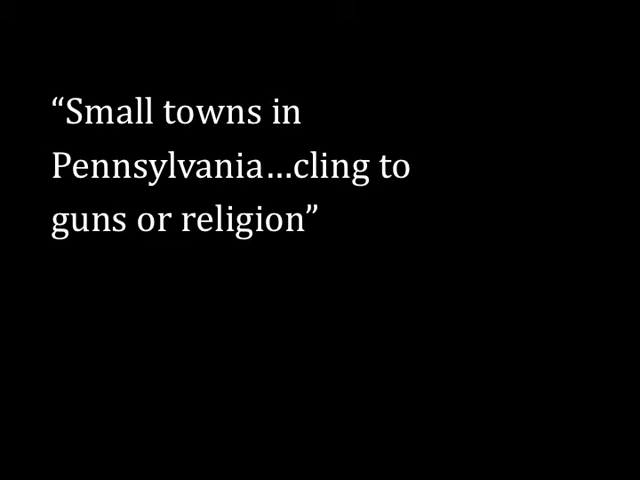 “Small towns in
Pennsylvania…cling to
guns or religion”